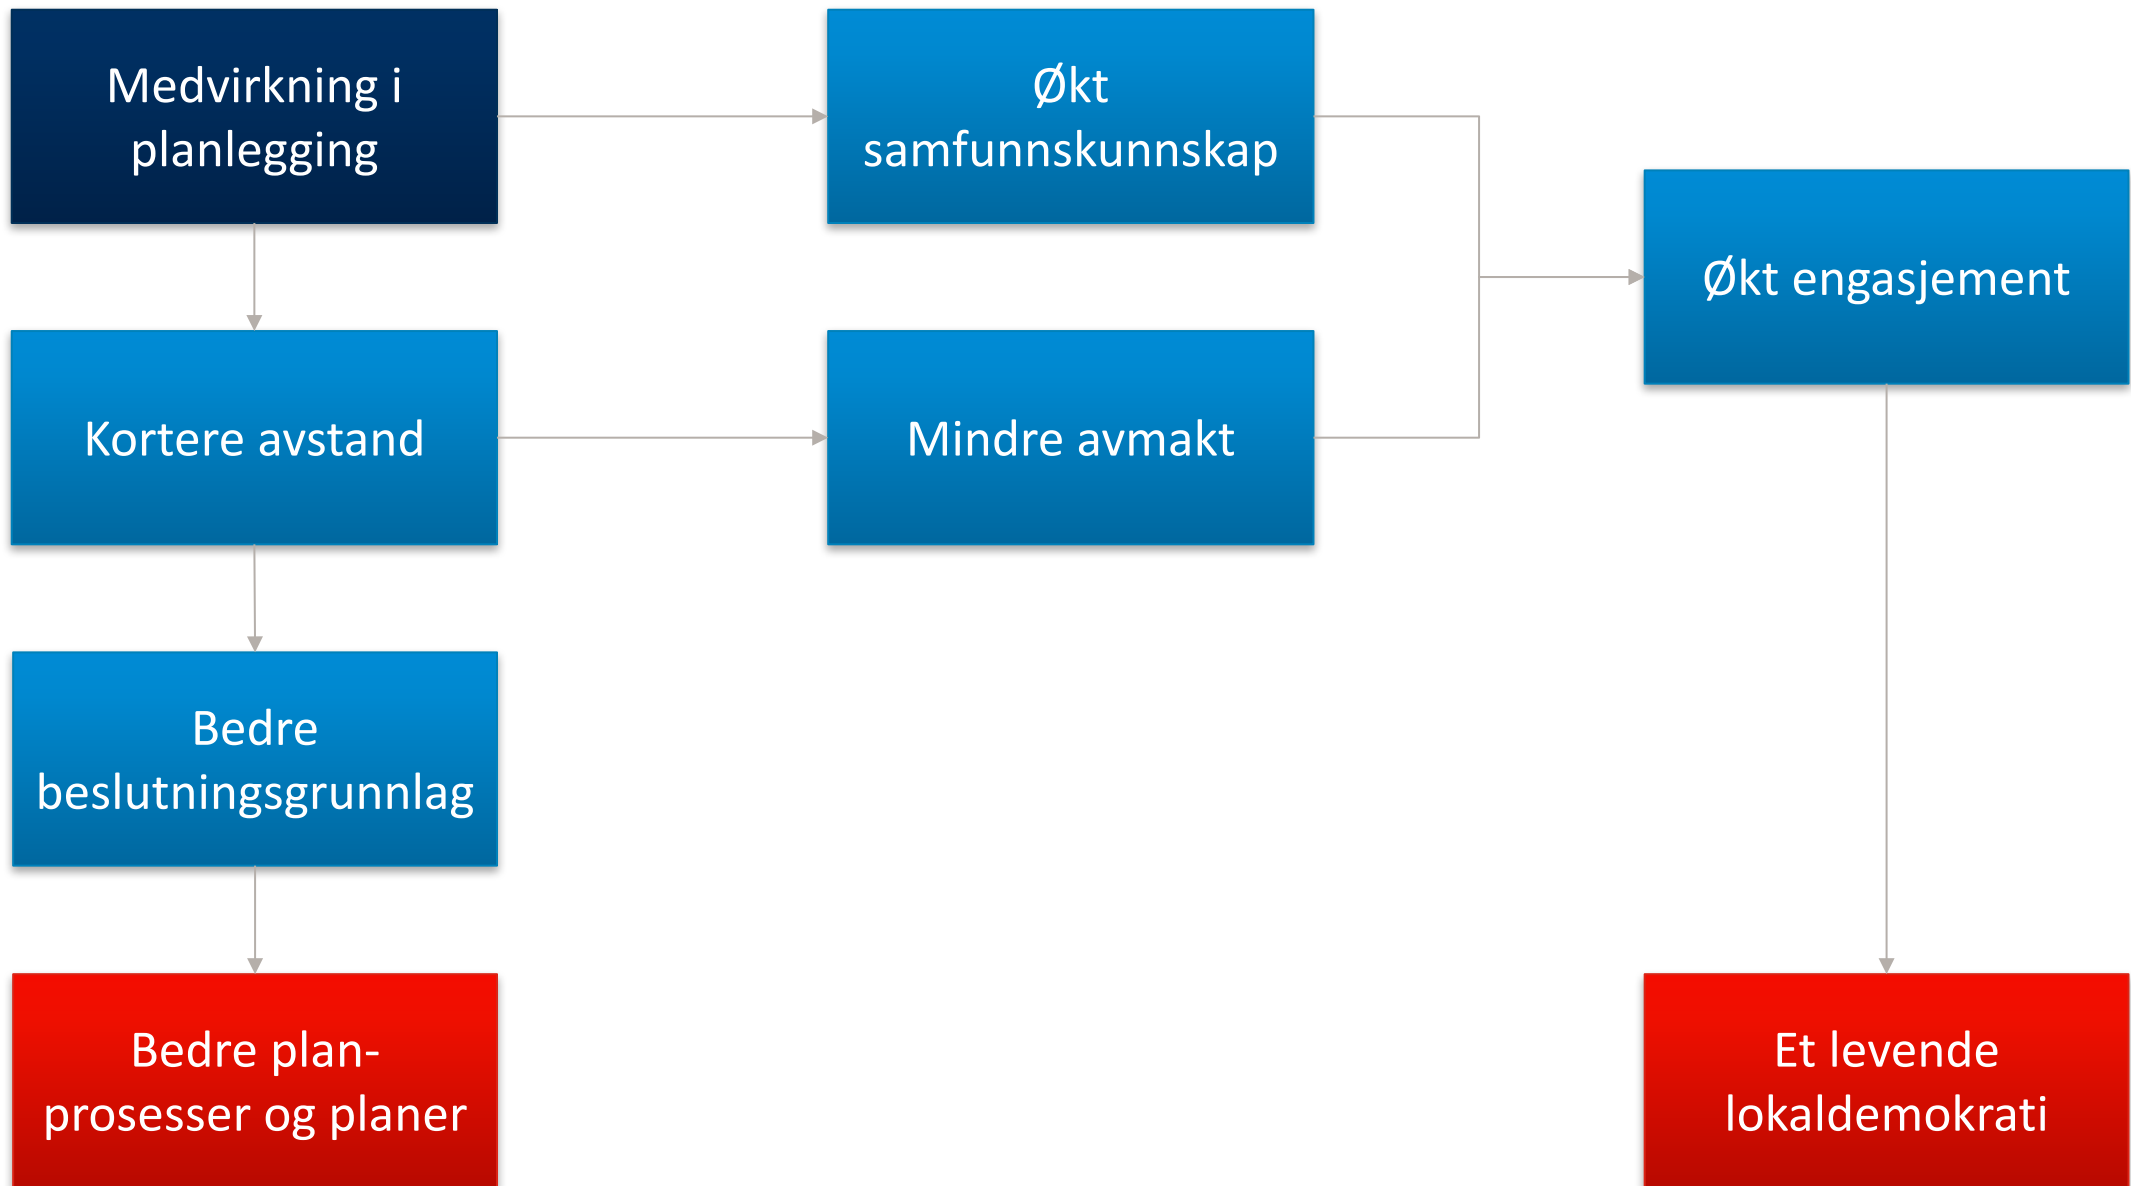 Medvirkning i
planlegging
Økt
samfunnskunnskap
Økt engasjement
Kortere avstand
Mindre avmakt
Bedre
beslutningsgrunnlag
Bedre plan-
prosesser og planer
Et levende
lokaldemokrati